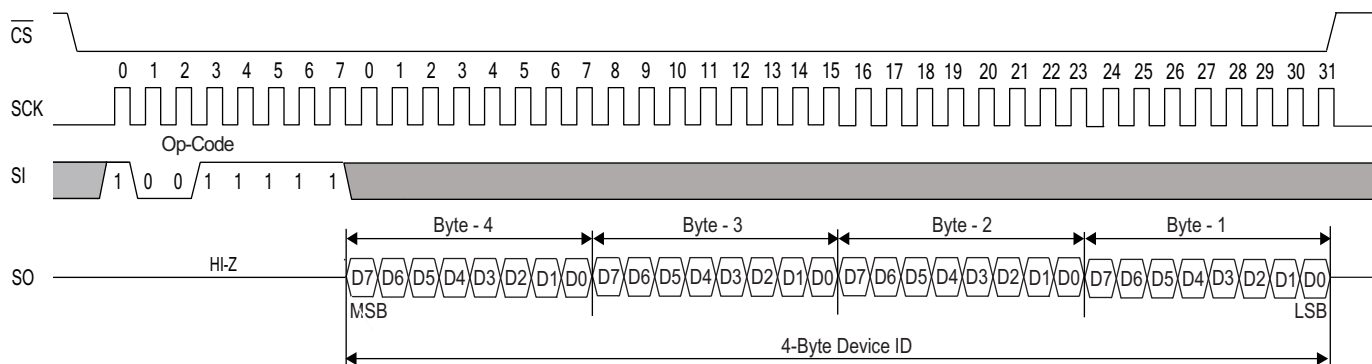 CS
0 1 2 3 4 5 6 7 0 1 2 3 4 5 6 7 8 9 10 11 12 13 14 15 16 17 18 19 20 21 22 23 24 25 26 27 28 29 30 31
SCK
Op-Code
SI 1 0 0 1 1 1 1 1
Byte - 4 Byte - 3 Byte - 2 Byte - 1
SO HI-Z D7 D6 D5 D4 D3 D2 D1 D0 D7 D6 D5 D4 D3 D2 D1 D0 D7 D6 D5 D4 D3 D2 D1 D0 D7 D6 D5 D4 D3 D2 D1 D0
MSB LSB
4-Byte Device ID